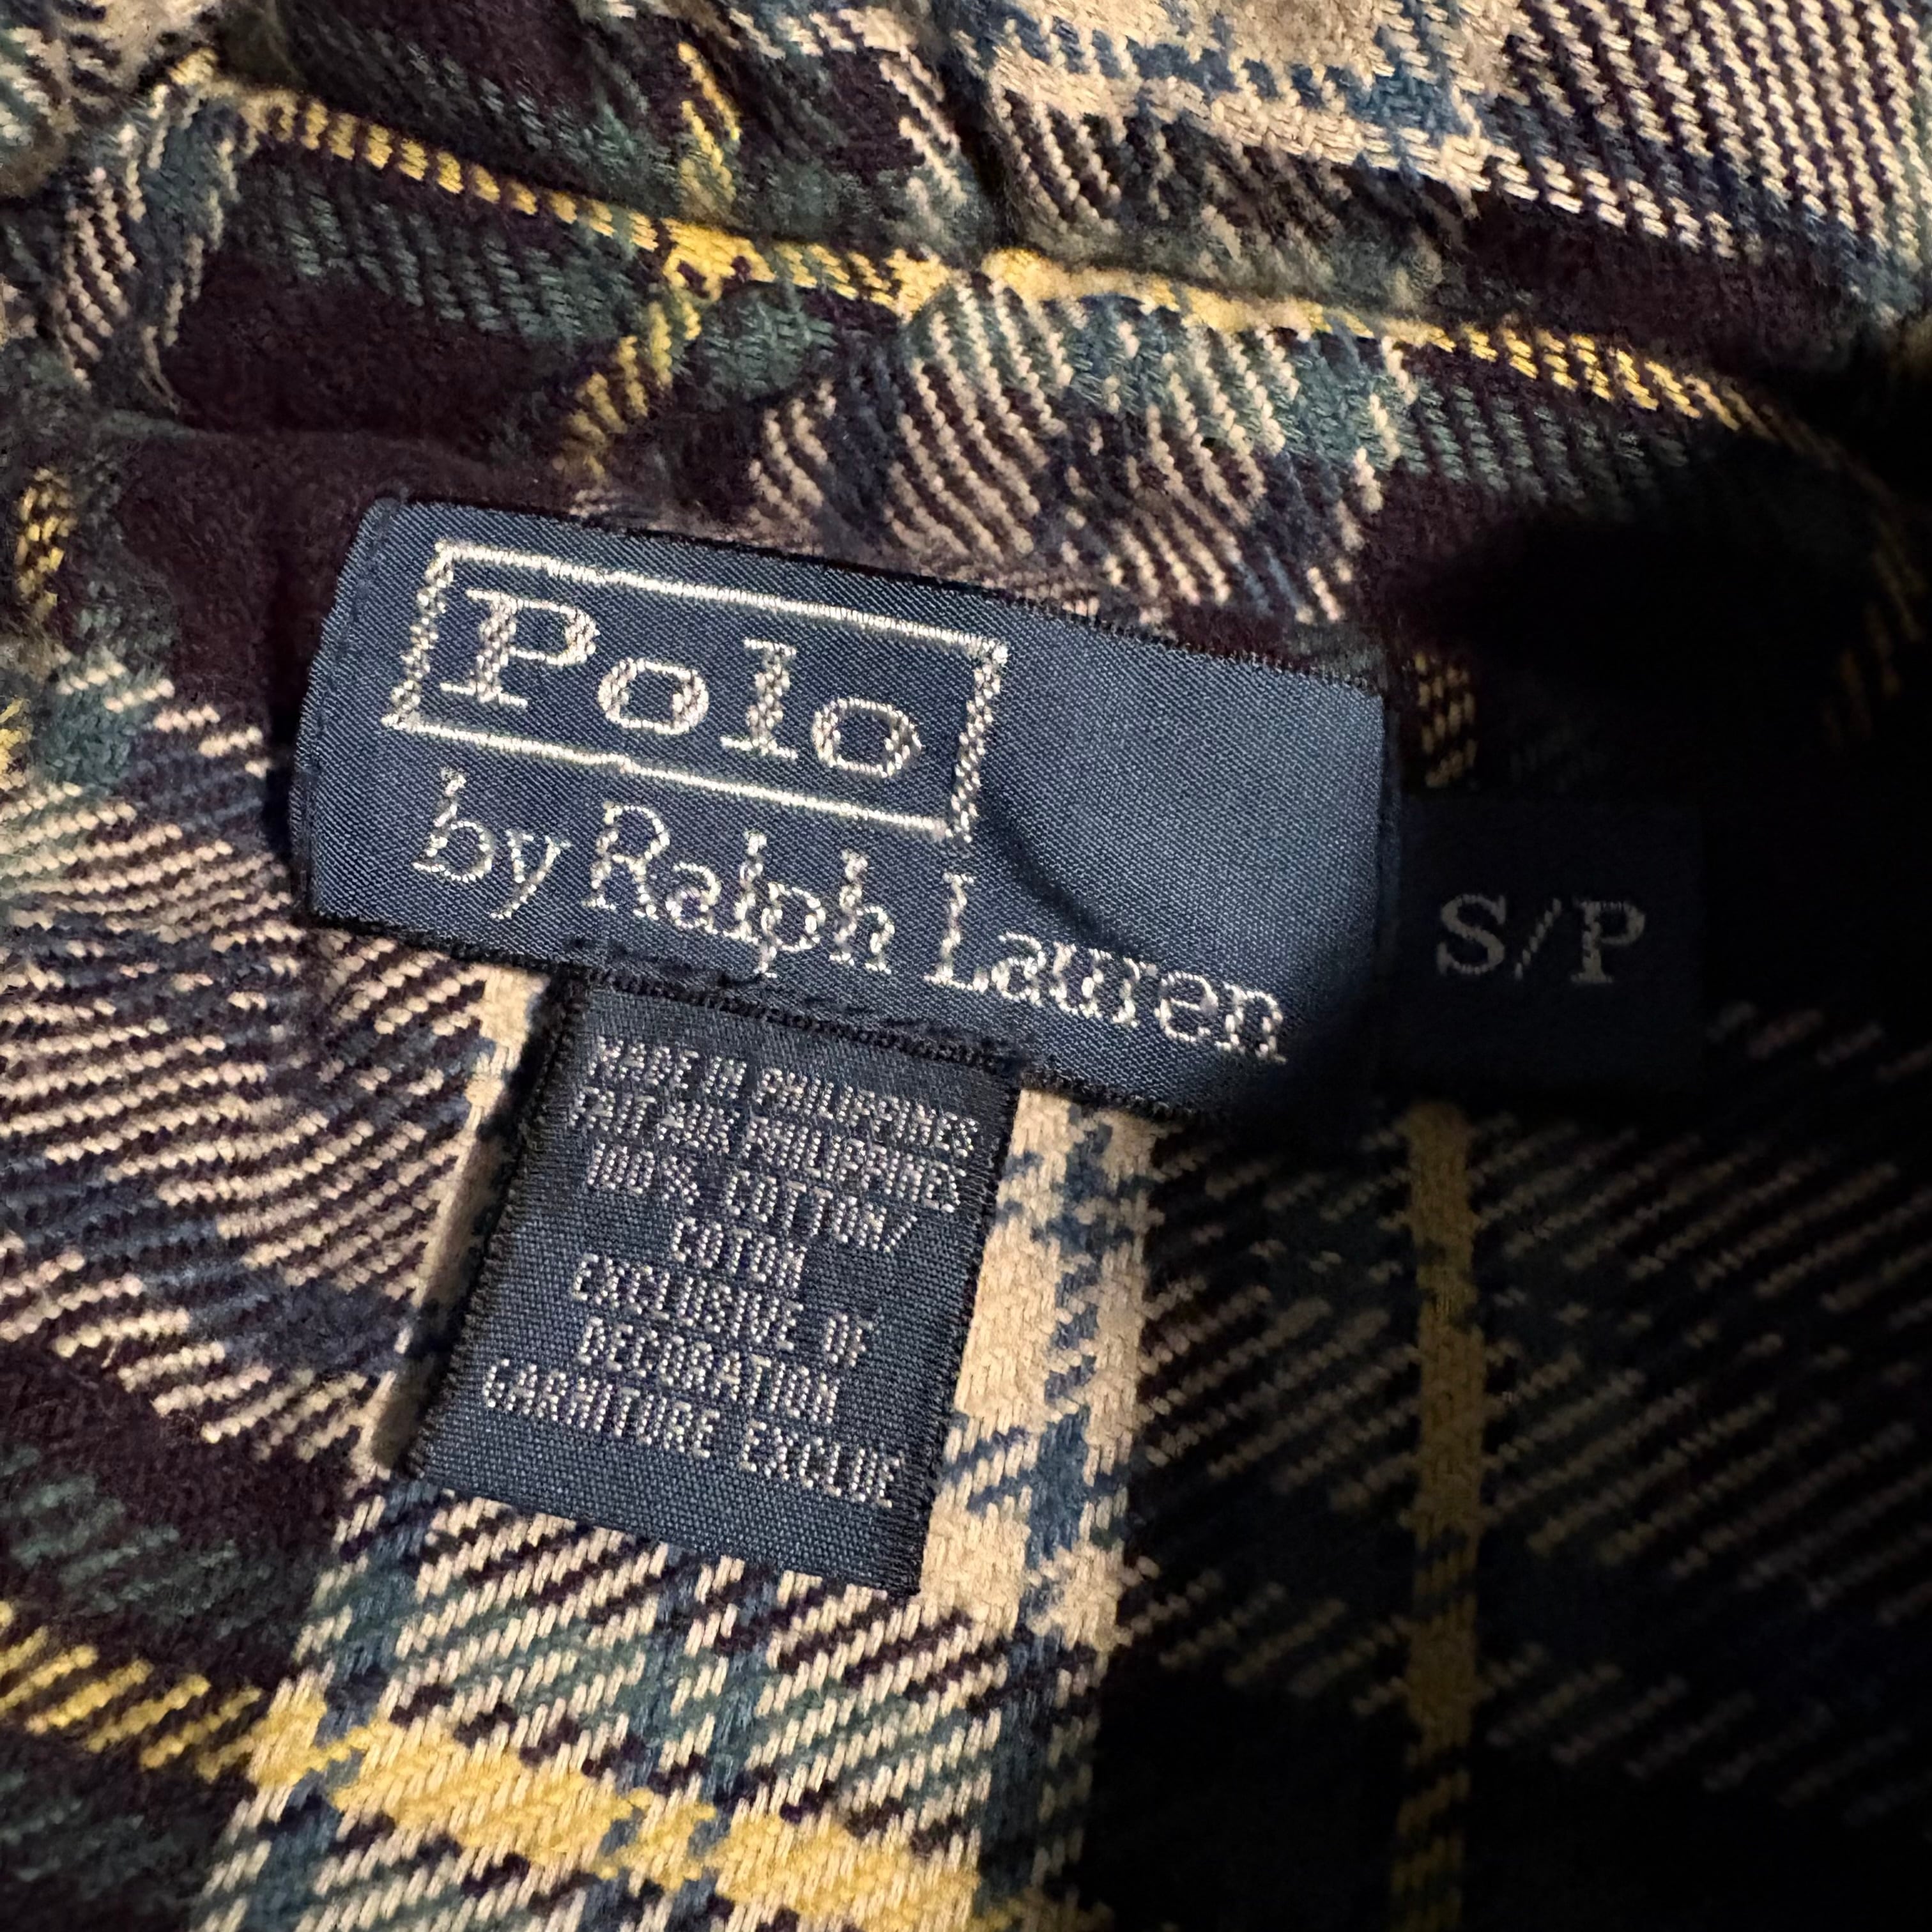 Polo
by Ralph Lauren
S/P
MADE IN PHILIPPINES
FAIT AUX PHILIPPINES
100% COTTON/
COTON
EXCLUSIVE OF
DECORATION
GARNITURE EXCLUE